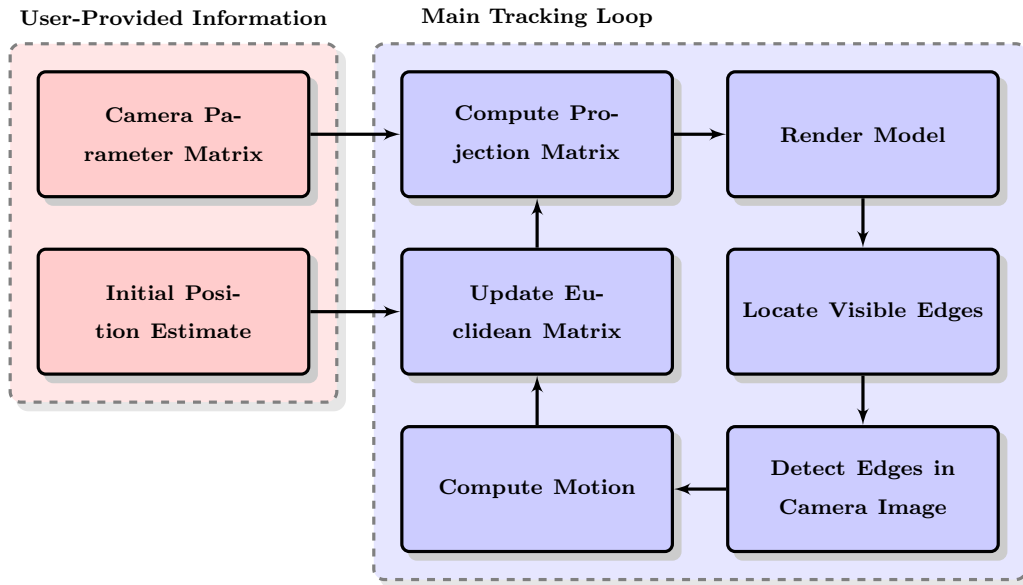 User-Provided Information
Main Tracking Loop
Camera Pa-
rameter Matrix
Compute Pro-
jection Matrix
Render Model
Initial Posi-
tion Estimate
Update Eu-
clidean Matrix
Locate Visible Edges
Compute Motion
Detect Edges in
Camera Image